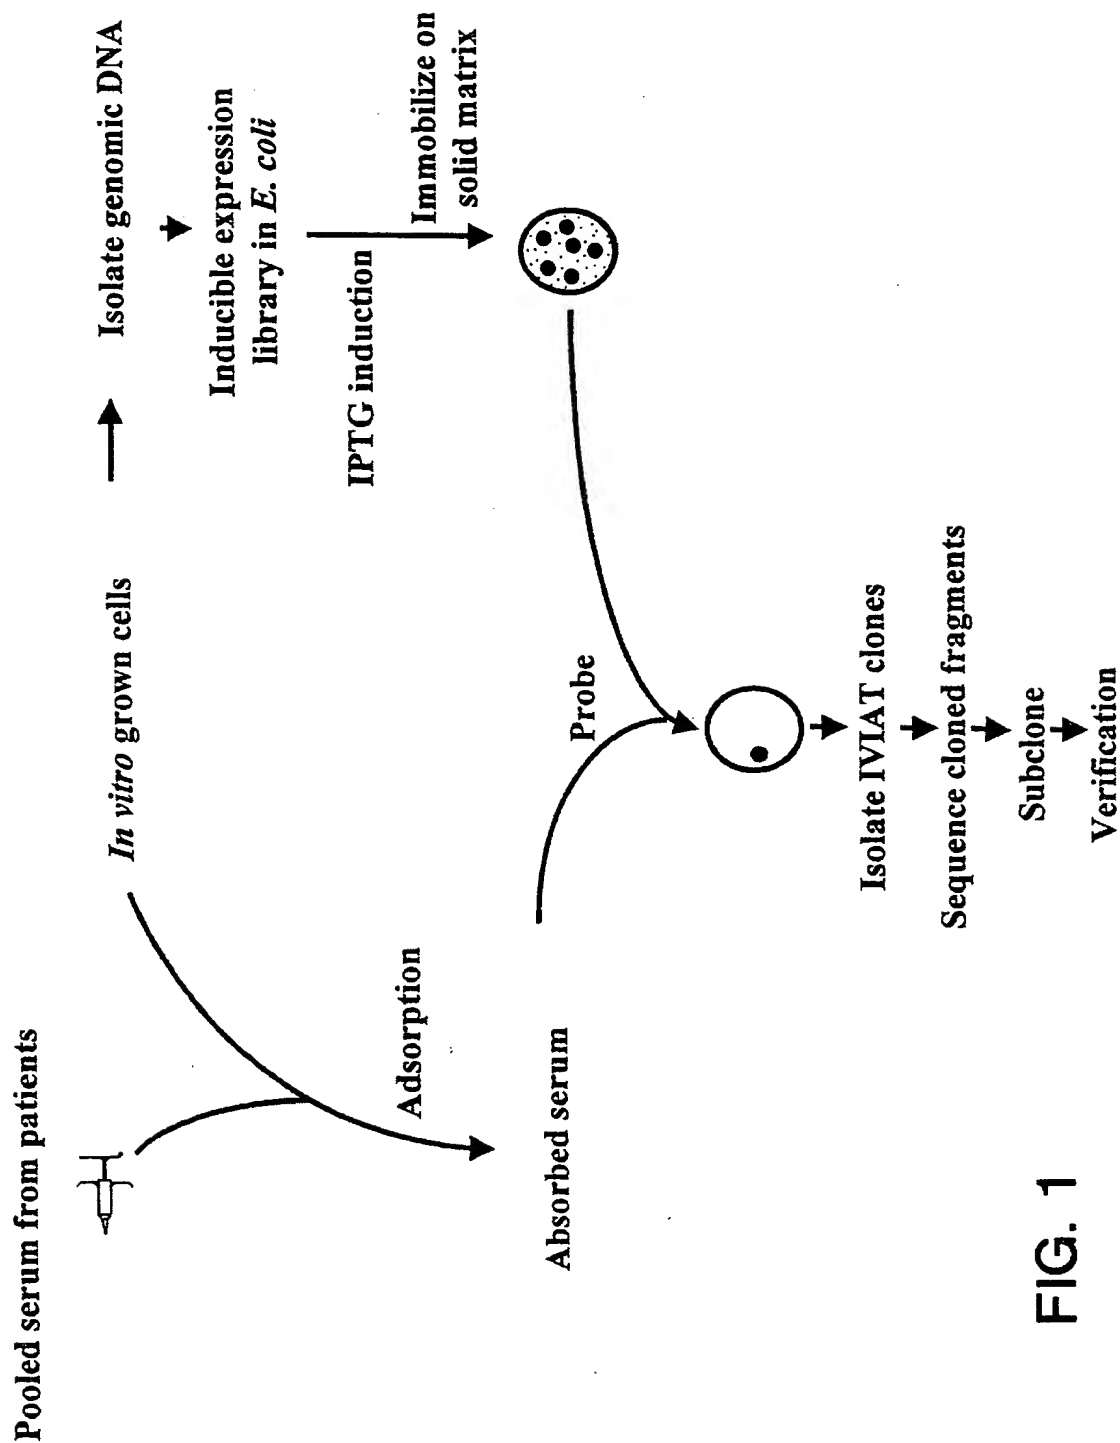 Pooled serum from patients
In vitro grown cells
Isolate genomic DNA
Inducible expression
library in E. coli
IPTG induction
Immobilize on
solid matrix
Adsorption
Absorbed serum
Probe
Isolate IVIAT clones
Sequence cloned fragments
Subclone
Verification
FIG. 1